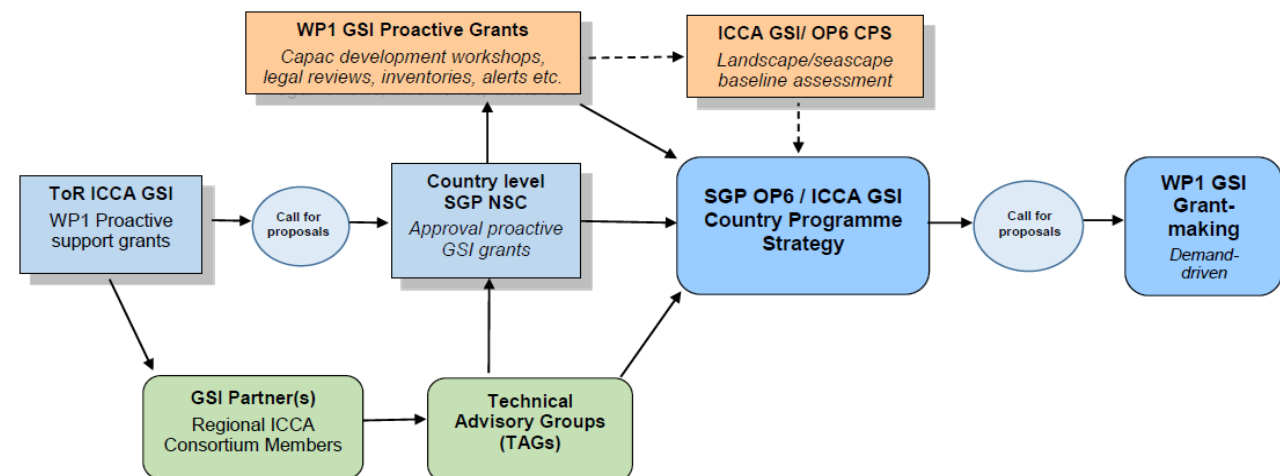 WP1 GSI Proactive Grants
Capac development workshops,
legal reviews, inventories, alerts etc.
ICCA GSI/ OP6 CPS
Landscape/seascape
baseline assessment
ToR ICCA GSI
WP1 Proactive
support grants
Call for
proposals
Country level
SGP NSC
Approval proactive
GSI grants
SGP OP6 / ICCA GSI
Country Programme
Strategy
Call for
proposals
WP1 GSI
Grant-
making
Demand-
driven
GSI Partner(s)
Regional ICCA
Consortium Members
Technical
Advisory Groups
(TAGs)